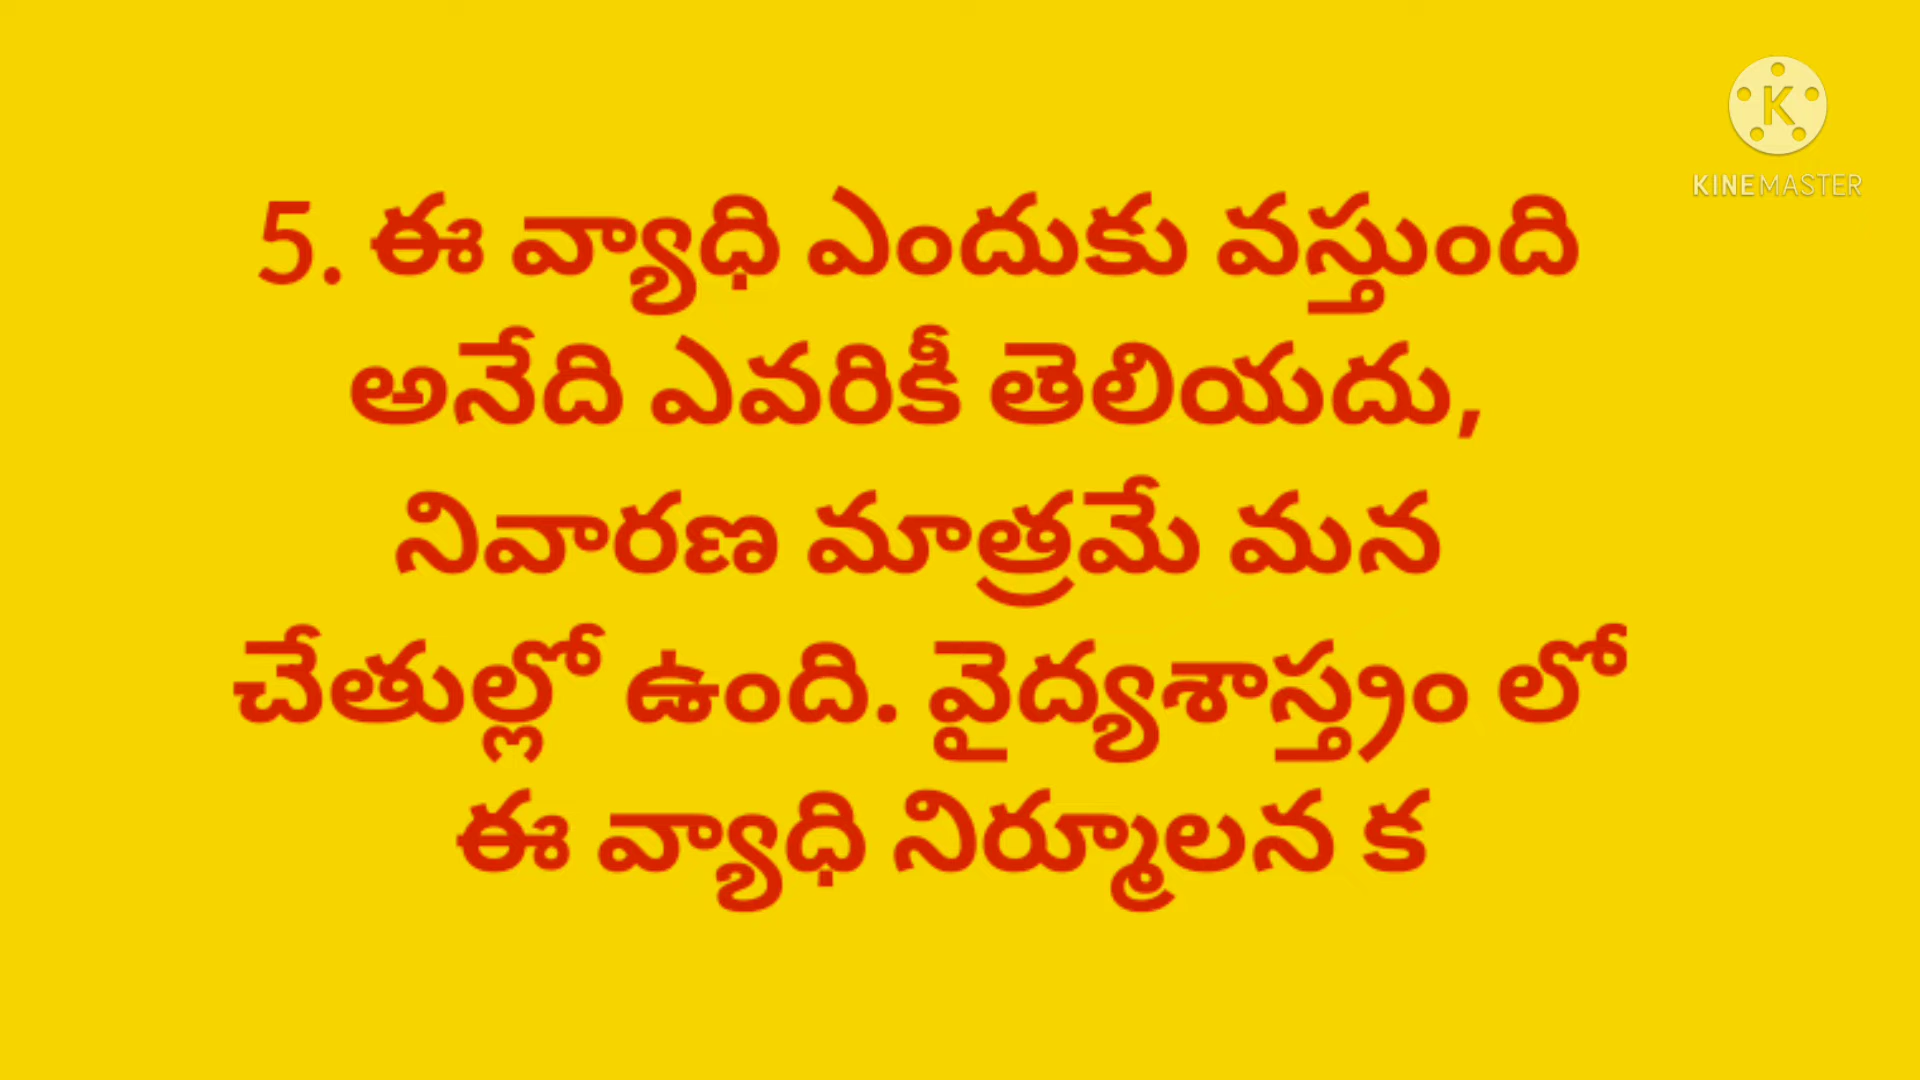 K
KINEMASTER
5. ఈ వ్యాధి ఎందుకు వస్తుంది
అనేది ఎవరికీ తెలియదు,
నివారణ మాత్రమే మన
చేతుల్లో ఉంది. వైద్యశాస్త్రం లో
ఈ వ్యాధి నిర్మూలన క